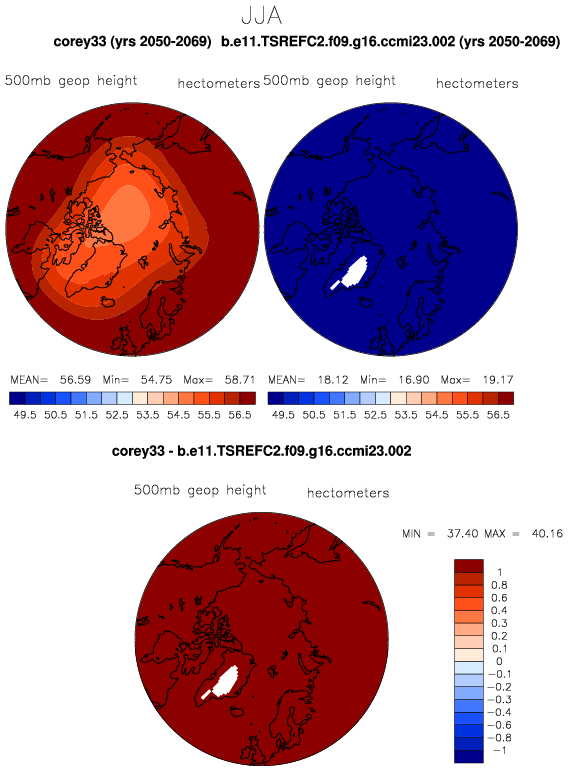 JJA
corey33 (yrs 2050-2069) b.e11.TSREFC2.f09.g16.ccmi23.002 (yrs 2050-2069)
500mb geop height hectometers 500mb geop height hectometers
MEAN= 56.59 Min= 54.75 Max= 58.71 MEAN= 18.12 Min= 16.90 Max= 19.17
49.5 50.5 51.5 52.5 53.5 54.5 55.5 56.5 49.5 50.5 51.5 52.5 53.5 54.5 55.5 56.5
corey33 - b.e11.TSREFC2.f09.g16.ccmi23.002
500mb geop height hectometers
MIN = 37.40 MAX = 40.16
1
0.8
0.6
0.4
0.3
0.2
0.1
0
-0.1
-0.2
-0.3
-0.4
-0.6
-0.8
-1